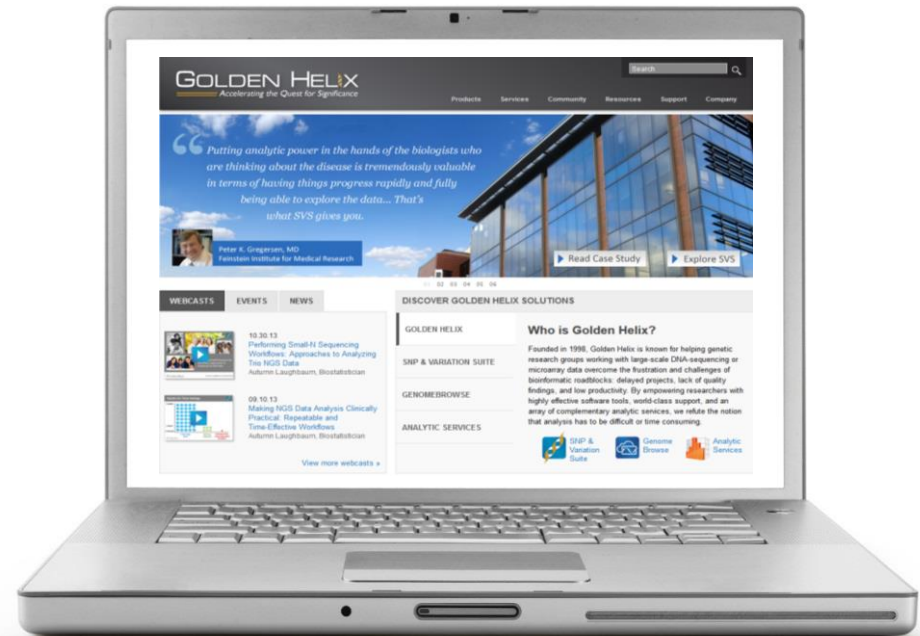 GOLDEN HELIX
Accelerating the Quest for Significance
Search
Products Services Community Resources Support Company
“ Putting analytic power in the hands of the biologists who
are thinking about the disease is tremendously valuable
in terms of having things progress rapidly and fully
being able to explore the data... That's
what SVS gives you.
Peter K. Gregersen, MD
Feinstein Institute for Medical Research
Read Case Study
Explore SVS
02 03 04 05 06
WEBCASTS EVENTS NEWS
10.30.13
Performing Small-N Sequencing
Workflows: Approaches to Analyzing
Trio NGS Data
Autumn Laughbaum, Biostatistician
09.10.13
Making NGS Data Analysis Clinically
Practical: Repeatable and
Time-Effective Workflows
Autumn Laughbaum, Biostatistician
View more webcasts »
DISCOVER GOLDEN HELIX SOLUTIONS
GOLDEN HELIX
SNP & VARIATION SUITE
GENOMEBROWSE
ANALYTIC SERVICES
Who is Golden Helix?
Founded in 1998, Golden Helix is known for helping genetic
research groups working with large-scale DNA-sequencing or
microarray data overcome the frustration and challenges of
bioinformatic roadblocks: delayed projects, lack of quality
findings, and low productivity. By empowering researchers with
highly effective software tools, world-class support, and an
array of complementary analytic services, we refute the notion
that analysis has to be difficult or time consuming.
SNP &
Variation
Suite
Genome
Browse
Analytic
Services